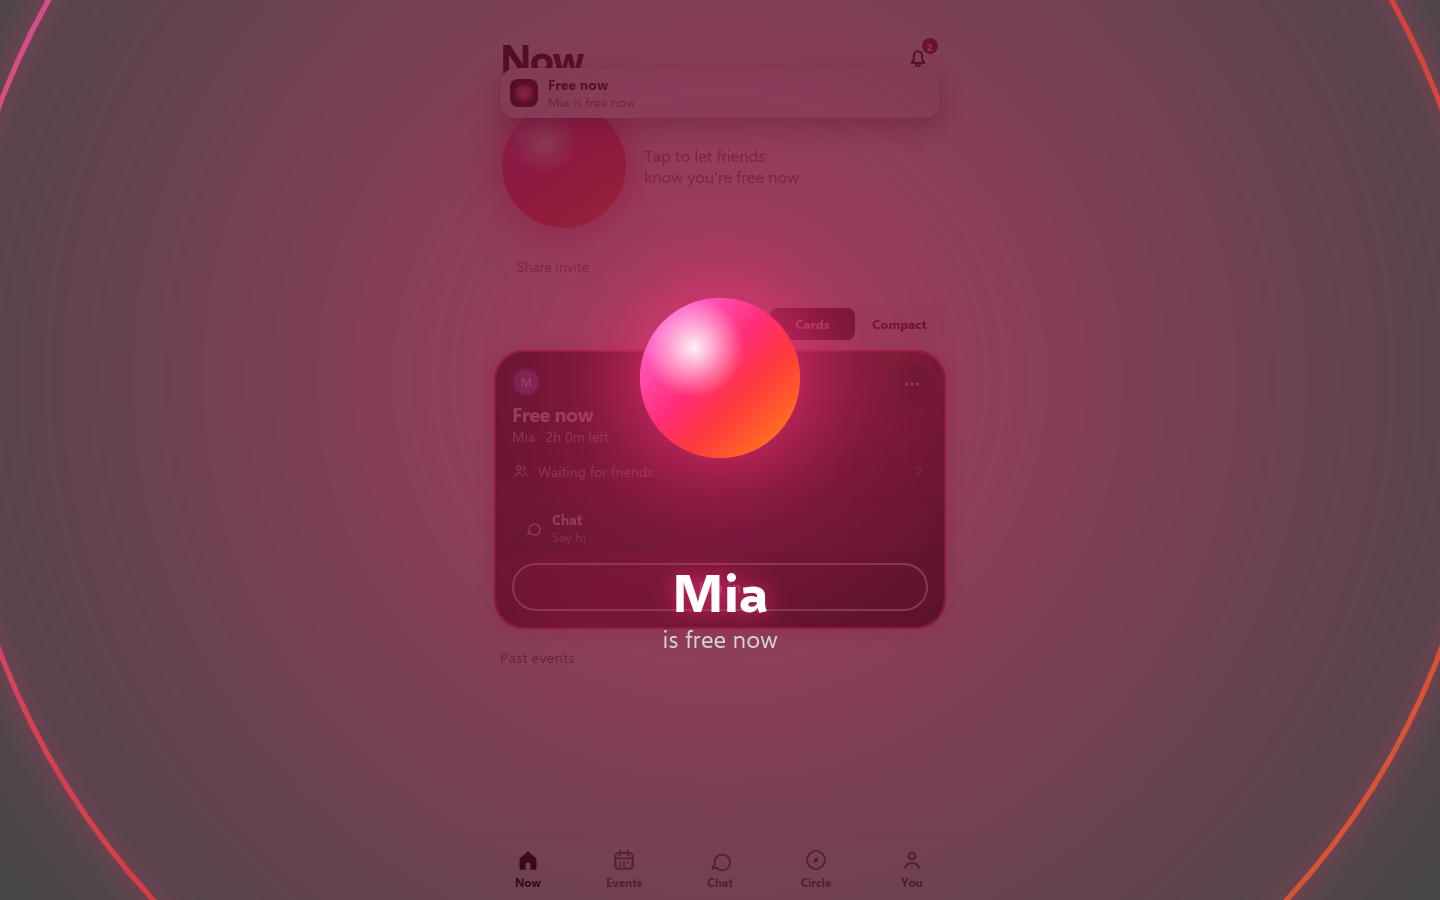 Now
2
Free now
Mia is free now
Tap to let friends
know you're free now
Share invite
Cards
Compact
M
Free now
Mia · 2h 0m left
Waiting for friends
Chat
Say hi
Mia
is free now
Past events
Now
Events
Chat
Circle
You